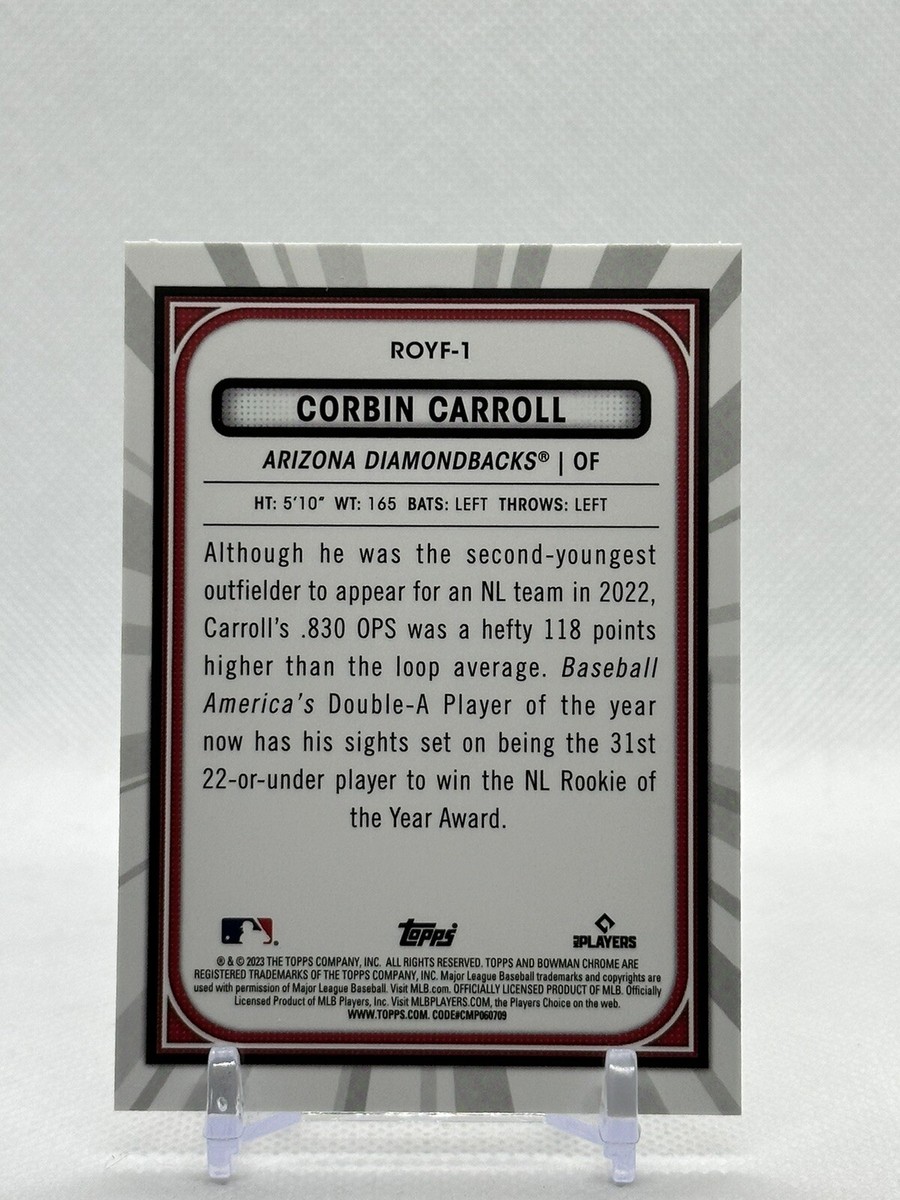 ROYF-1
CORBIN CARROLL
ARIZONA DIAMONDBACKS® | OF
HT: 5'10" WT: 165 BATS: LEFT THROWS: LEFT
Although he was the second-youngest
outfielder to appear for an NL team in 2022,
Carroll's .830 OPS was a hefty 118 points
higher than the loop average. Baseball
America's Double-A Player of the year
now has his sights set on being the 31st
22-or-under player to win the NL Rookie of
the Year Award.
topps
MLB PLAYERS
® & © 2023 THE TOPPS COMPANY, INC. ALL RIGHTS RESERVED. TOPPS AND BOWMAN CHROME ARE
REGISTERED TRADEMARKS OF THE TOPPS COMPANY, INC. Major League Baseball trademarks and copyrights are
used with permission of Major League Baseball. Visit MLB.com. OFFICIALLY LICENSED PRODUCT OF MLB. Officially
Licensed Product of MLB Players, Inc. Visit MLBPLAYERS.COM, the Players Choice on the web.
WWW.TOPPS.COM. CODE#CMP060709